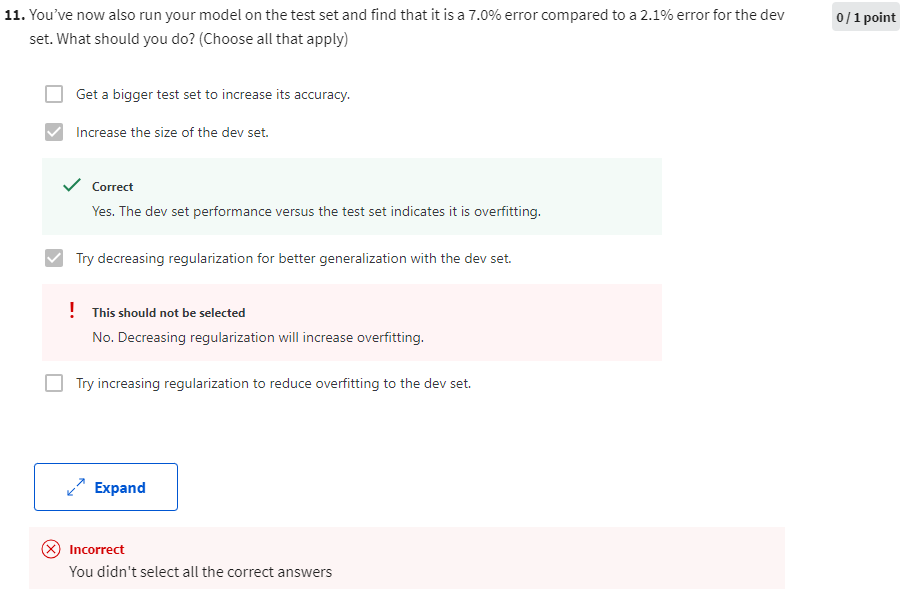 11. You've now also run your model on the test set and find that it is a 7.0% error compared to a 2.1% error for the dev
0 / 1 point
set. What should you do? (Choose all that apply)
Get a bigger test set to increase its accuracy.
Increase the size of the dev set.
Correct
Yes. The dev set performance versus the test set indicates it is overfitting.
Try decreasing regularization for better generalization with the dev set.
! This should not be selected
No. Decreasing regularization will increase overfitting.
Try increasing regularization to reduce overfitting to the dev set.
Expand
Incorrect
You didn't select all the correct answers